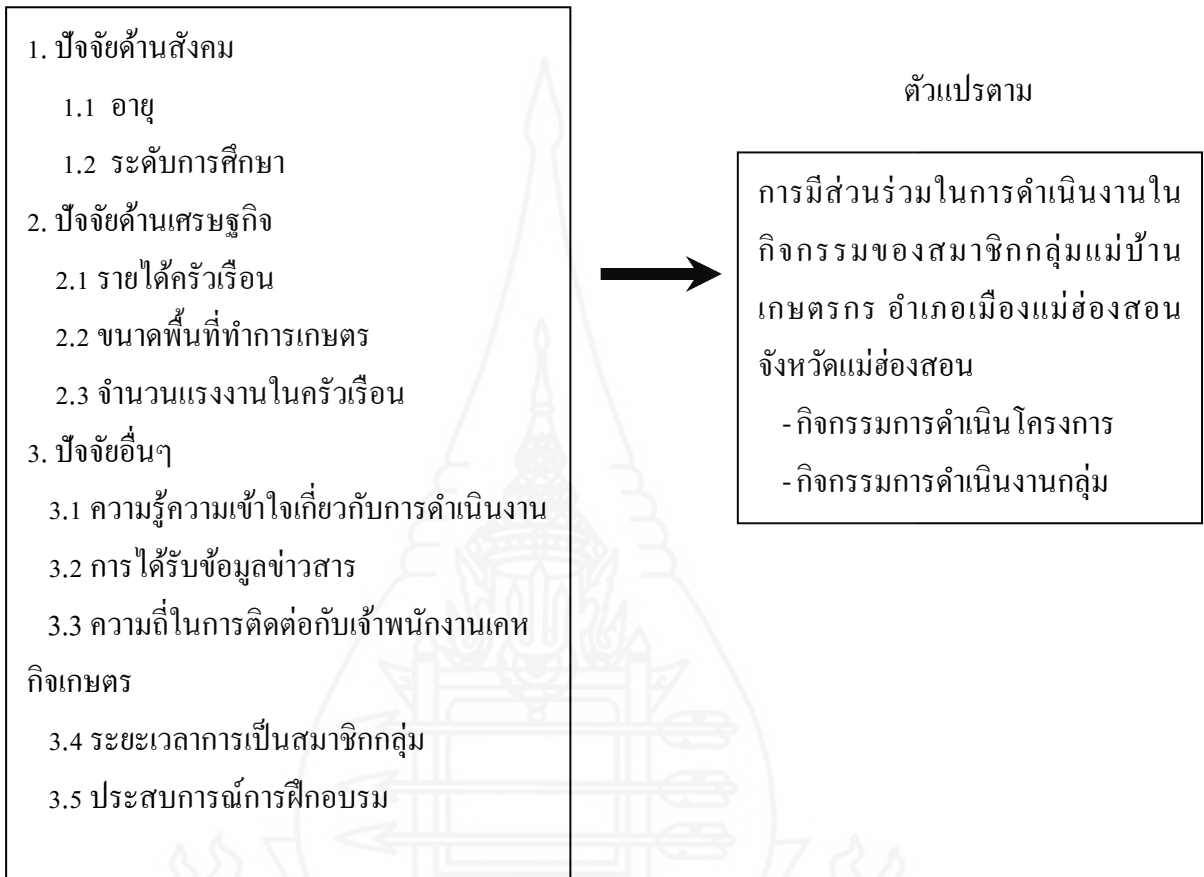 1. ปัจจัยด้านสังคม
1.1 อายุ
1.2 ระดับการศึกษา
2. ปัจจัยด้านเศรษฐกิจ
2.1 รายได้ครัวเรือน
2.2 ขนาดพื้นที่ทำการเกษตร
2.3 จำนวนแรงงานในครัวเรือน
3. ปัจจัยอื่นๆ
3.1 ความรู้ความเข้าใจเกี่ยวกับการดำเนินงาน
3.2 การได้รับข้อมูลข่าวสาร
3.3 ความถี่ในการติดต่อกับเจ้าพนักงานเคห
กิจเกษตร
3.4 ระยะเวลาการเป็นสมาชิกกลุ่ม
3.5 ประสบการณ์การฝึกอบรม
ตัวแปรตาม
การมีส่วนร่วมในการดำเนินงานใน
กิจกรรมของสมาชิกกลุ่มแม่บ้าน
เกษตรกร อำเภอเมืองแม่ฮ่องสอน
จังหวัดแม่ฮ่องสอน
- กิจกรรมการดำเนินโครงการ
- กิจกรรมการดำเนินงานกลุ่ม